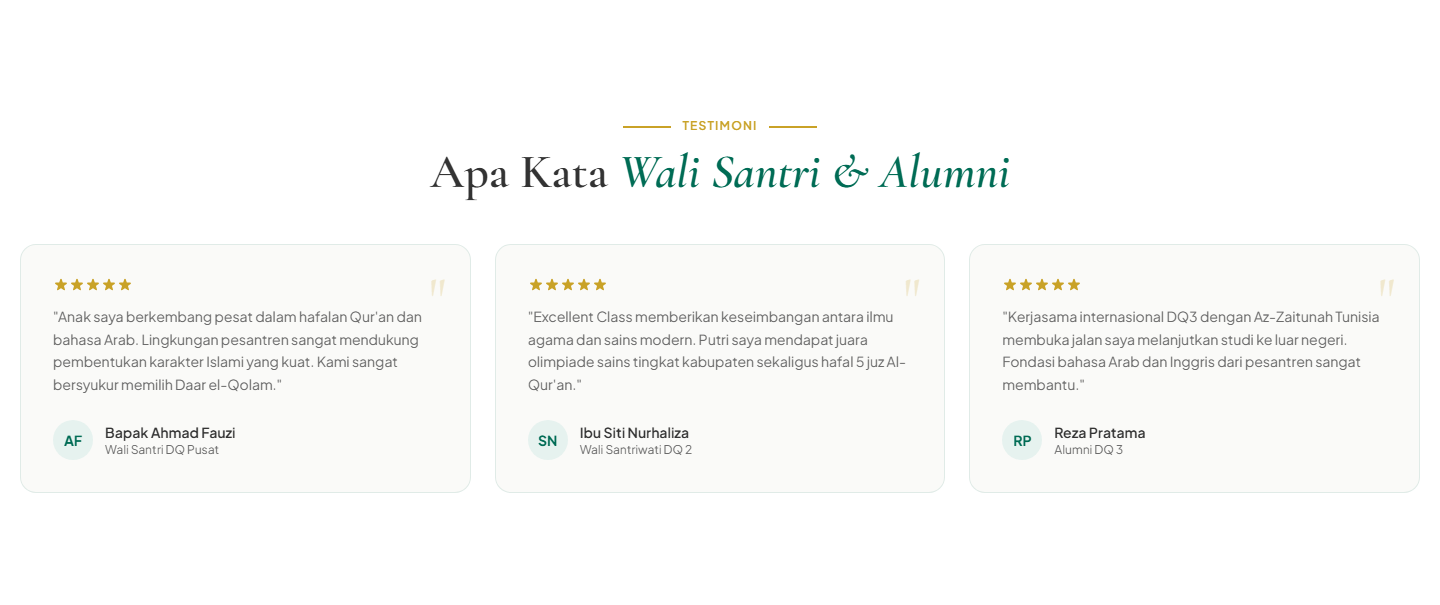 TESTIMONI
Apa Kata Wali Santri & Alumni
"
"Anak saya berkembang pesat dalam hafalan Qur'an dan
bahasa Arab. Lingkungan pesantren sangat mendukung
pembentukan karakter Islami yang kuat. Kami sangat
bersyukur memilih Daar el-Qolam."
AF
Bapak Ahmad Fauzi
Wali Santri DQ Pusat
"
"Excellent Class memberikan keseimbangan antara ilmu
agama dan sains modern. Putri saya mendapat juara
olimpiade sains tingkat kabupaten sekaligus hafal 5 juz Al-
Qur'an."
SN
Ibu Siti Nurhaliza
Wali Santriwati DQ 2
"
"Kerjasama internasional DQ3 dengan Az-Zaitunah Tunisia
membuka jalan saya melanjutkan studi ke luar negeri.
Fondasi bahasa Arab dan Inggris dari pesantren sangat
membantu."
RP
Reza Pratama
Alumni DQ 3